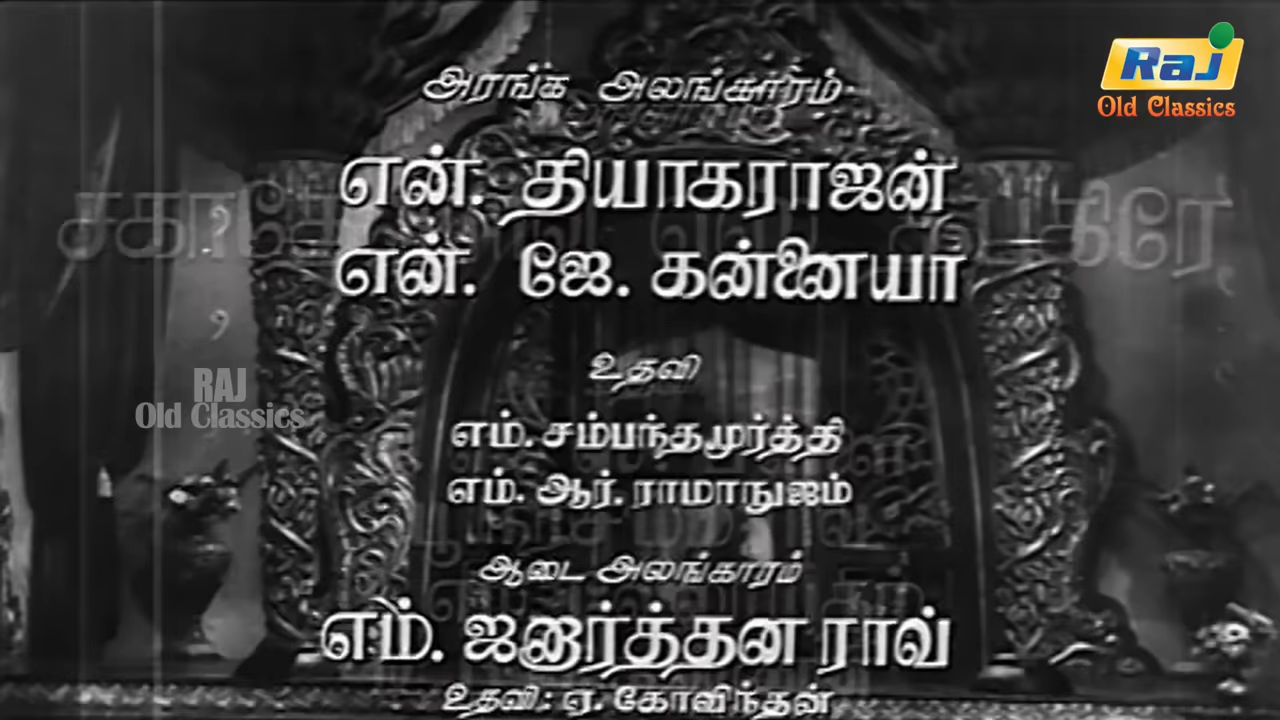 Raj
Old Classics
அரங்க அலங்காரம்
என். தியாகராஜன்
என். ஜே. கன்னையா
RAJ
Old Classics
உதவி
எம். சம்பந்தமுர்த்தி
எம். ஆர். ராமாநுஜம்
ஆடை அலங்காரம்
எம். ஜனார்த்தன ராவ்
உதவி: ஏ. கோவிந்தன்